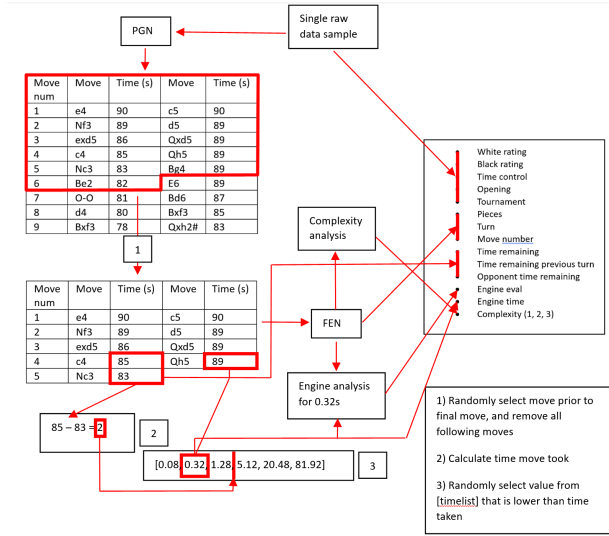 PGN
Single raw
data sample
Move num Move Time (s) Move Time (s)
1 e4 90 c5 90
2 Nf3 89 d5 89
3 exd5 86 Qxd5 89
4 c4 85 Qh5 89
5 Nc3 83 Bg4 89
6 Be2 82 E6 89
7 O-O 81 Bd6 87
8 d4 80 Bxf3 85
9 Bxf3 78 Qxh2# 83
1
Move num Move Time (s) Move Time (s)
1 e4 90 c5 90
2 Nf3 89 d5 89
3 exd5 86 Qxd5 89
4 c4 85 Qh5 89
5 Nc3 83
85 – 83 = 2
2
[0.08, 0.32, 1.28, 5.12, 20.48, 81.92]
3
Complexity
analysis
FEN
Engine analysis
for 0.32s
White rating
Black rating
Time control
Opening
Tournament
Pieces
Turn
Move number
Time remaining
Time remaining previous turn
Opponent time remaining
Engine eval
Engine time
Complexity (1, 2, 3)
1) Randomly select move prior to
final move, and remove all
following moves
2) Calculate time move took
3) Randomly select value from
[timelist] that is lower than time
taken